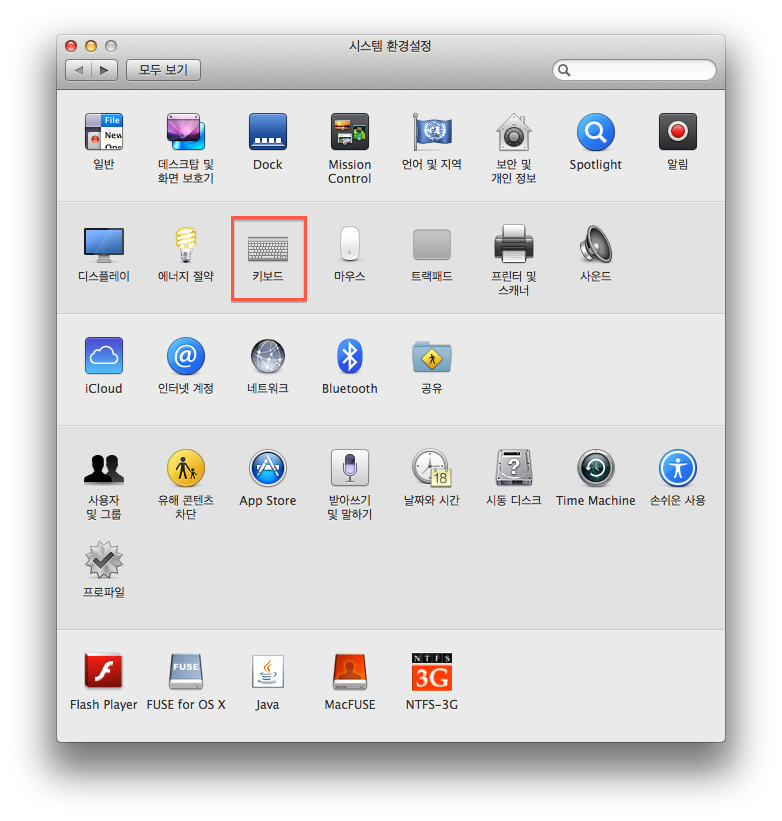 시스템 환경설정
모두 보기
File
New
일반
데스크탑 및
화면 보호기
Dock
Mission
Control
언어 및 지역
보안 및
개인 정보
Spotlight
알림
디스플레이
에너지 절약
키보드
마우스
트랙패드
프린터 및
스캐너
사운드
iCloud
인터넷 계정
네트워크
Bluetooth
공유
사용자
및 그룹
유해 콘텐츠
차단
App Store
받아쓰기
및 말하기
18
날짜와 시간
?
시동 디스크
Time Machine
손쉬운 사용
프로파일
Flash Player
FUSE
FUSE for OS X
Java
MacFUSE
NTFS
3G
NTFS-3G